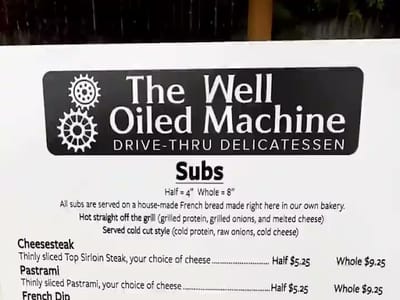 The Well
Oiled Machine
DRIVE-THRU DELICATESSEN
Subs
Half = 4" Whole = 8"
All subs are served on a house-made French bread made right here in our own bakery.
Hot straight off the grill (grilled protein, grilled onions, and melted cheese)
Served cold cut style (cold protein, raw onions, cold cheese)
Cheesesteak
Thinly sliced Top Sirloin Steak, your choice of cheese ........................ Half $5.25 Whole $9.25
Pastrami
Thinly sliced Pastrami, your choice of cheese ........................ Half $5.25 Whole $9.25
French Dip